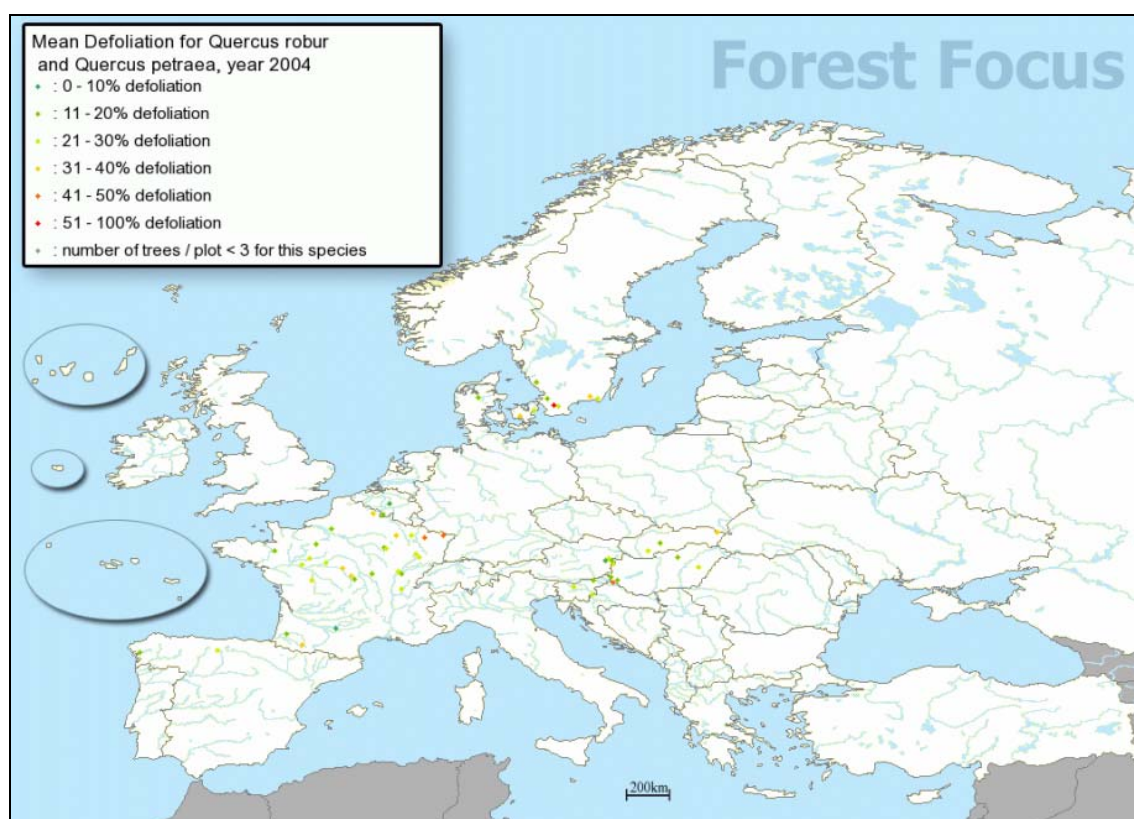 Mean Defoliation for Quercus robur
and Quercus petraea, year 2004
: 0 - 10% defoliation
: 11 - 20% defoliation
: 21 - 30% defoliation
: 31 - 40% defoliation
: 41 - 50% defoliation
: 51 - 100% defoliation
: number of trees / plot < 3 for this species
Forest Focus
200km